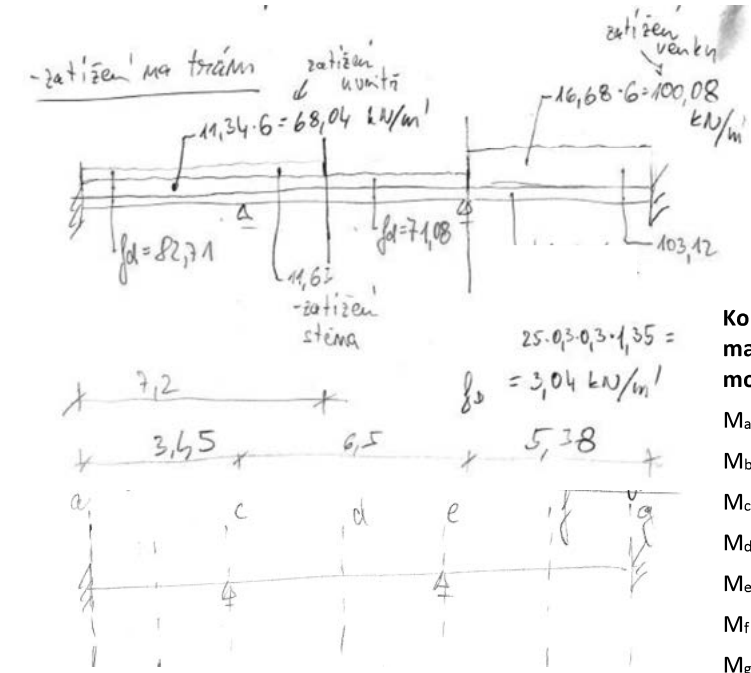 -zatížení na trám
zatížení
uvnitř
11,34·6=68,04 kN/m'
zatížení
venku
16,68·6=100,08
kN/m'
fd=82,71
11,63
-zatížení
stěna
fd=71,08
103,12
25·0,3·0,3·1,35=
= 3,04 kN/m'
7,2
3,45
6,5
5,38
a
c
d
e
f
g
Ko
ma
mo
Ma
Mb
Mc
Md
Me
Mf
Mg